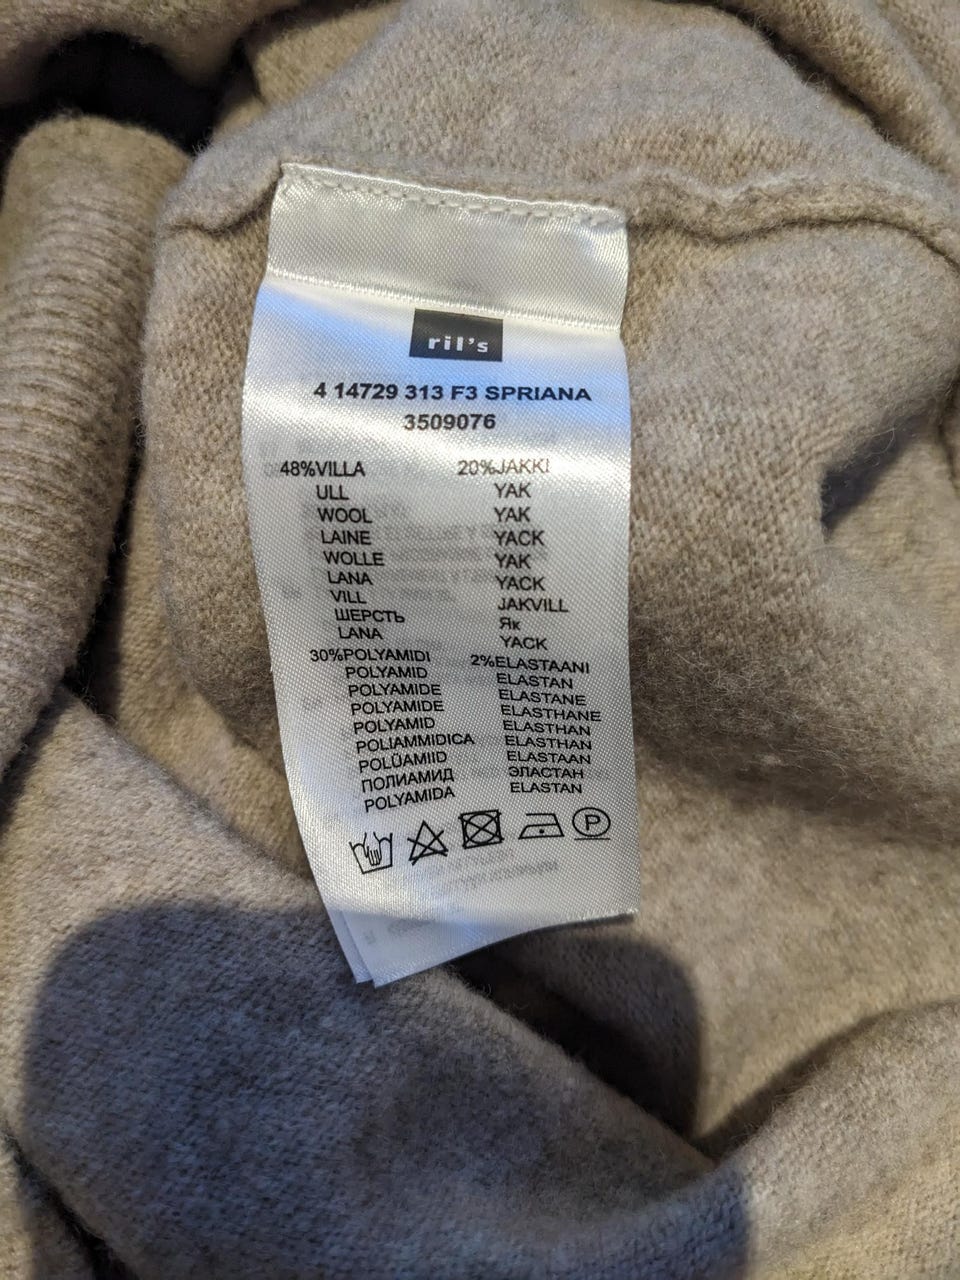 ril's
4 14729 313 F3 SPRIANA
3509076
48%VILLA
ULL
WOOL
LAINE
WOLLE
LANA
VILL
ШЕРСТЬ
LANA
20%JAKKI
YAK
YAK
YACK
YAK
YACK
JAKVILL
Як
YACK
30%POLYAMIDI
POLYAMID
POLYAMIDE
POLYAMIDE
POLYAMID
POLIAMMIDICA
POLÜAMIID
ПОЛИАМИД
POLYAMIDA
2%ELASTAANI
ELASTAN
ELASTANE
ELASTHANE
ELASTHAN
ELASTHAN
ELASTAAN
ЭЛАСТАН
ELASTAN
P